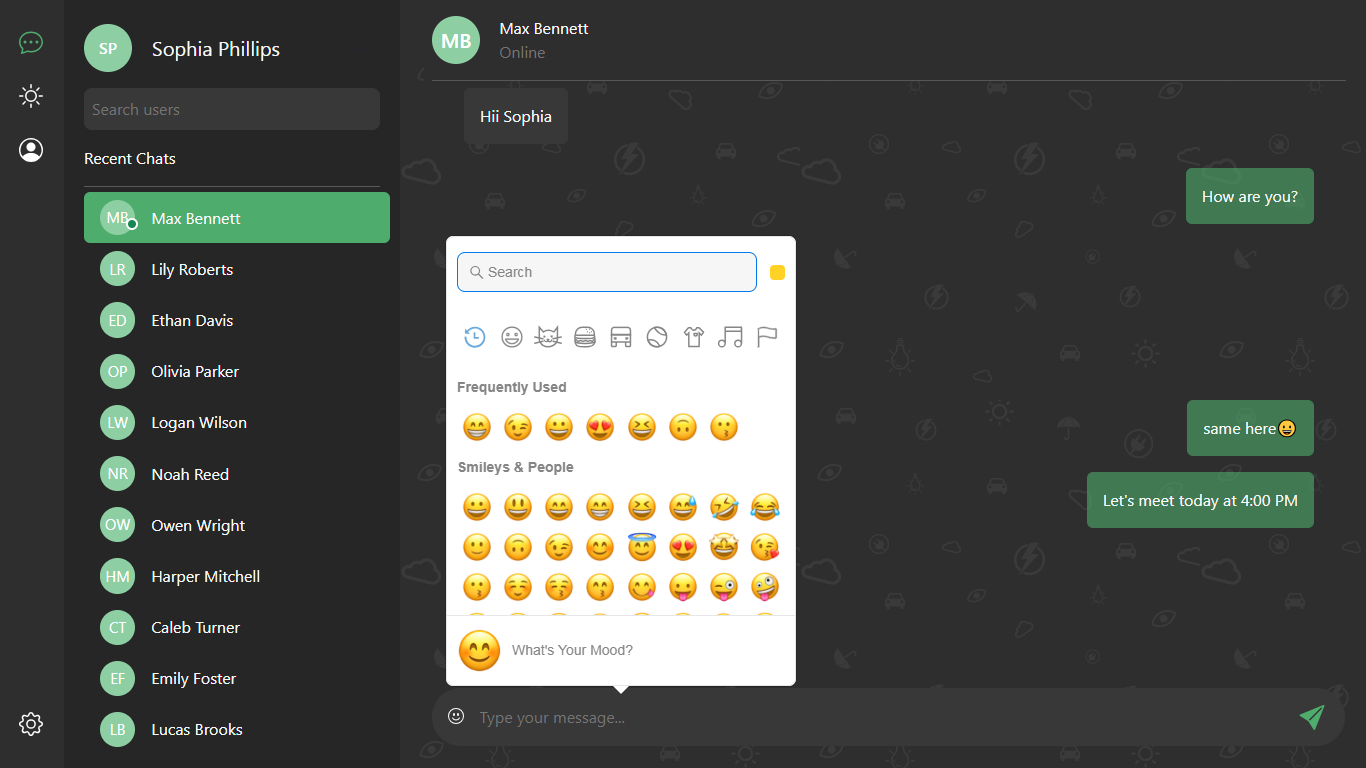 SP
Sophia Phillips
Search users
Recent Chats
MB
Max Bennett
LR
Lily Roberts
ED
Ethan Davis
OP
Olivia Parker
LW
Logan Wilson
NR
Noah Reed
OW
Owen Wright
HM
Harper Mitchell
CT
Caleb Turner
EF
Emily Foster
LB
Lucas Brooks
MB
Max Bennett
Online
Hii Sophia
How are you?
same here😀
Let's meet today at 4:00 PM
Search
Frequently Used
Smileys & People
What's Your Mood?
Type your message...